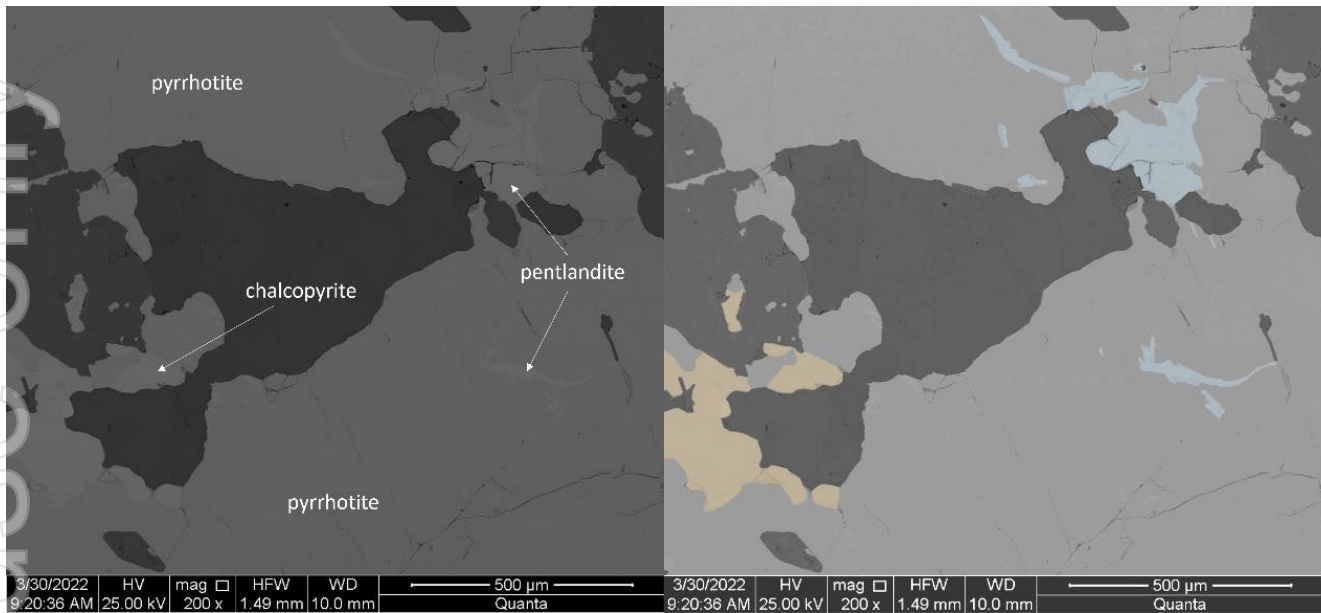 pyrrhotite
pentlandite
chalcopyrite
pyrrhotite
3/30/2022 HV mag HFW WD 500 µm
9:20:36 AM 25.00 kV 200 x 1.49 mm 10.0 mm Quanta
3/30/2022 HV mag HFW WD 500 µm
9:20:36 AM 25.00 kV 200 x 1.49 mm 10.0 mm Quanta